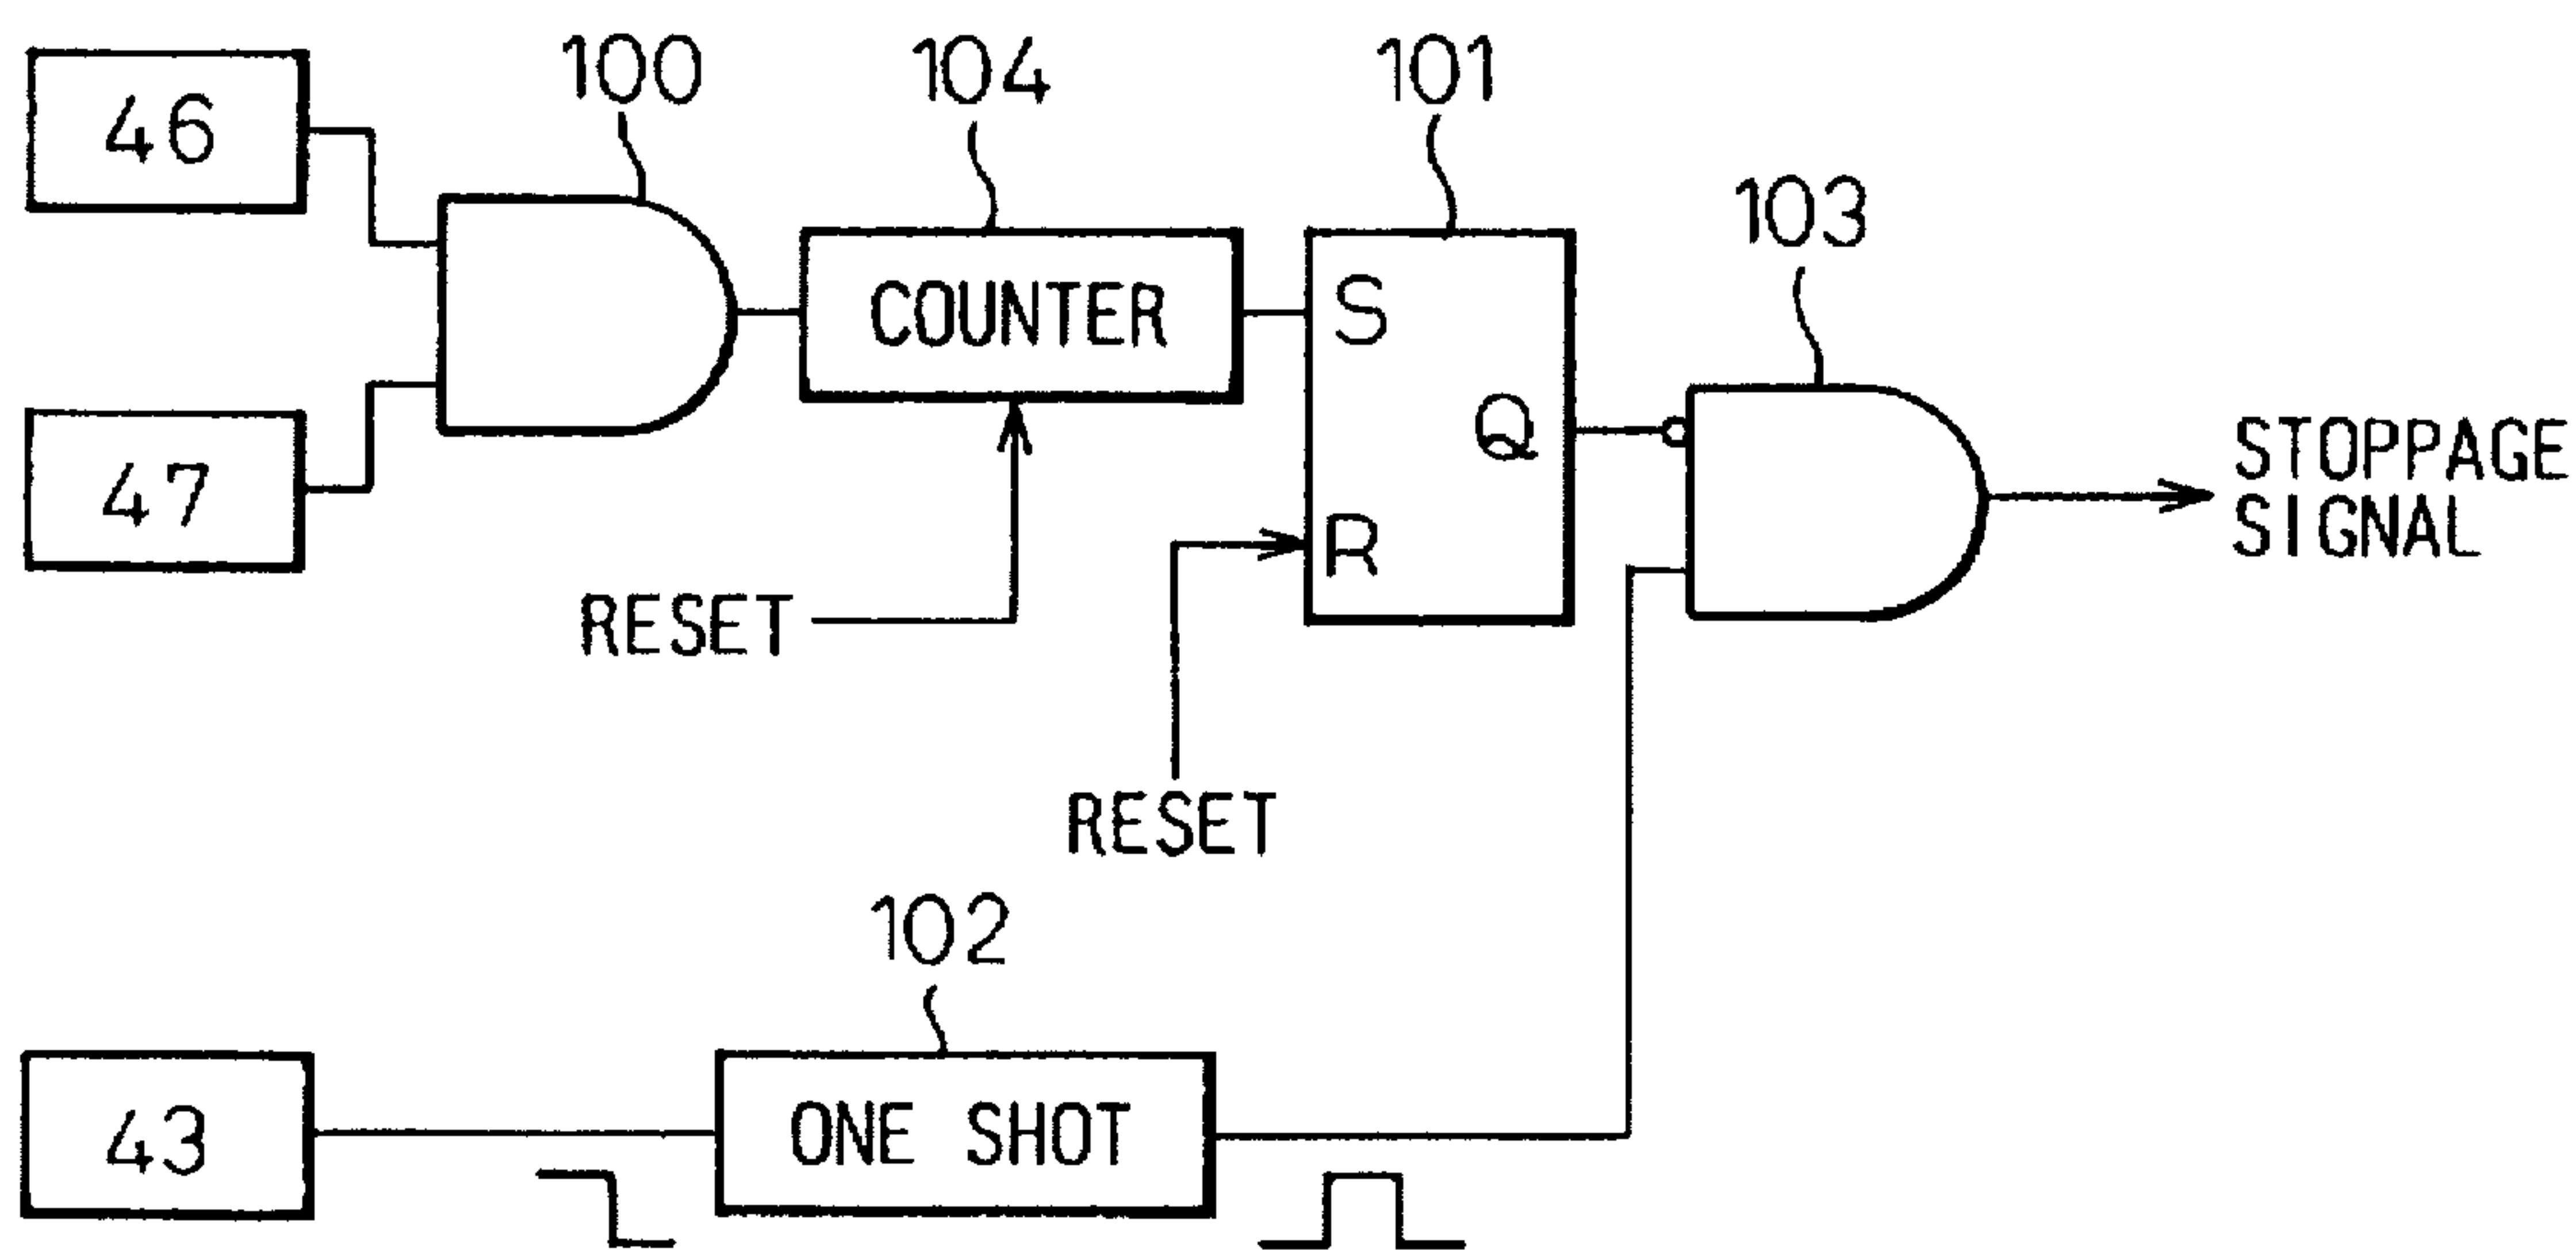 46
100
104
101
103
COUNTER
S
Q
R
47
STOPPAGE
SIGNAL
RESET
RESET
102
43
ONE SHOT